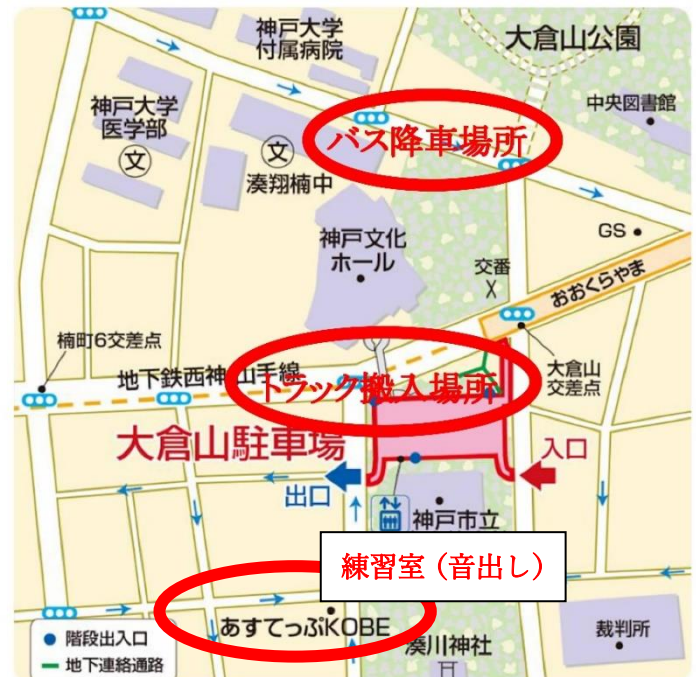 神戸大学
付属病院
大倉山公園
神戸大学
医学部
文
文
湊翔楠中
バス降車場所
中央図書館
神戸文化
ホール
GS
交番
X
おおくらやま
楠町6交差点
地下鉄西神 山手線
トラック搬入場所
大倉山
交差点
大倉山駐車場
入口
出口
神戸市立
練習室（音出し）
あすてっぷKOBE
裁判所
湊川神社
階段出入口
地下連絡通路